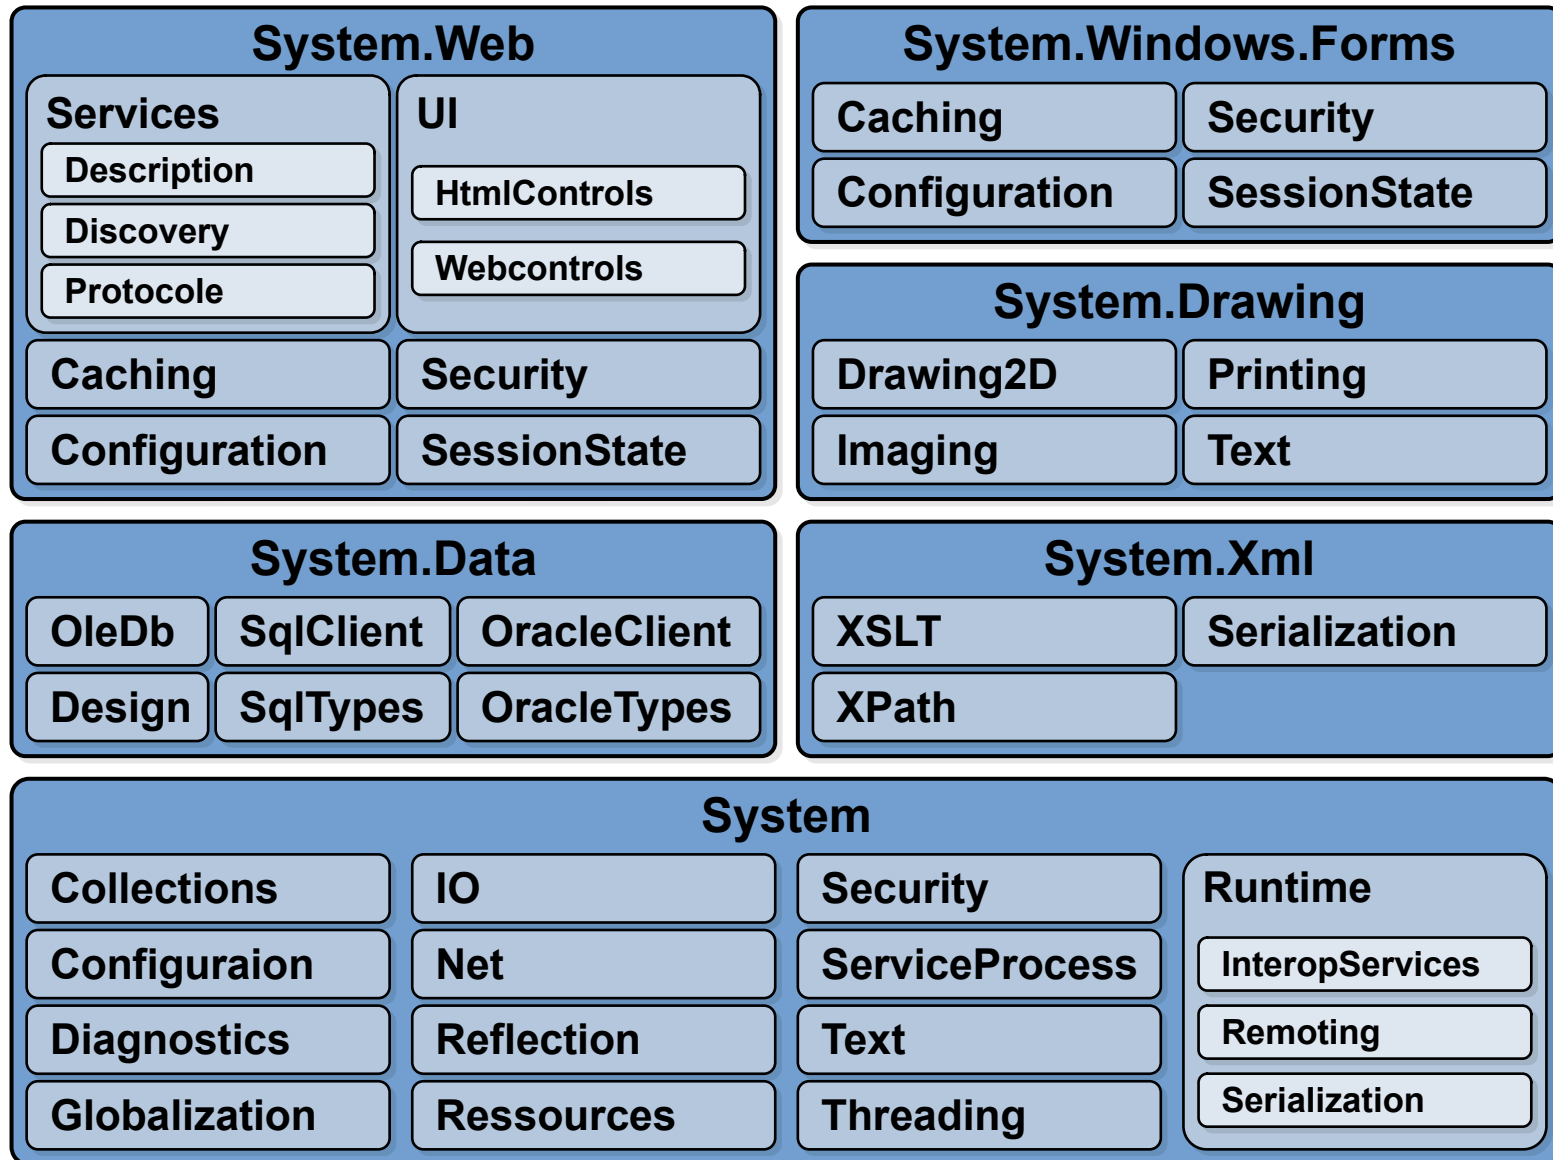 System.Web
Services
Description
Discovery
Protocole
UI
HtmlControls
Webcontrols
Caching
Security
Configuration
SessionState
System.Windows.Forms
Caching
Security
Configuration
SessionState
System.Drawing
Drawing2D
Printing
Imaging
Text
System.Data
OleDb
SqlClient
OracleClient
Design
SqlTypes
OracleTypes
System.Xml
XSLT
Serialization
XPath
System
Collections
IO
Security
Configuraion
Net
ServiceProcess
Diagnostics
Reflection
Text
Globalization
Ressources
Threading
Runtime
InteropServices
Remoting
Serialization